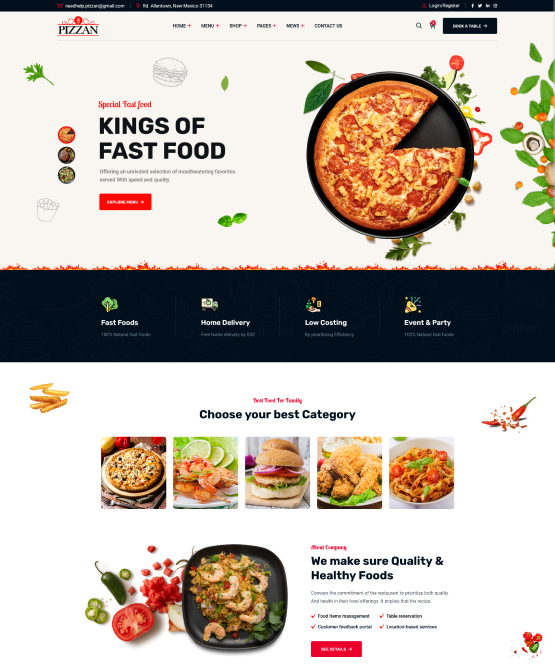 needhelp.pizzan@gmail.com
Rd. Allentown, New Mexico 31134
Login/Register
PIZZAN
HOME +
MENU +
SHOP +
PAGES +
NEWS +
CONTACT US
BOOK A TABLE →
Special Fast food
KINGS OF
FAST FOOD
Offering an unrivaled selection of mouthwatering favorites
served With speed and quality
EXPLORE MENU →
Fast Foods
100% Natural fast foods
Home Delivery
Free home delivery by $50
Low Costing
By prioritizing Efficiency
Event & Party
100% Natural fast foods
Best Food For Family
Choose your best Category
About Company
We make sure Quality &
Healthy Foods
Conveys the commitment of the restaurant to prioritize both quality
And health in their food offerings. It implies that the recipe.
Food items management
Table reservation
Customer feedback portal
Location-based services
SEE DETAILS →